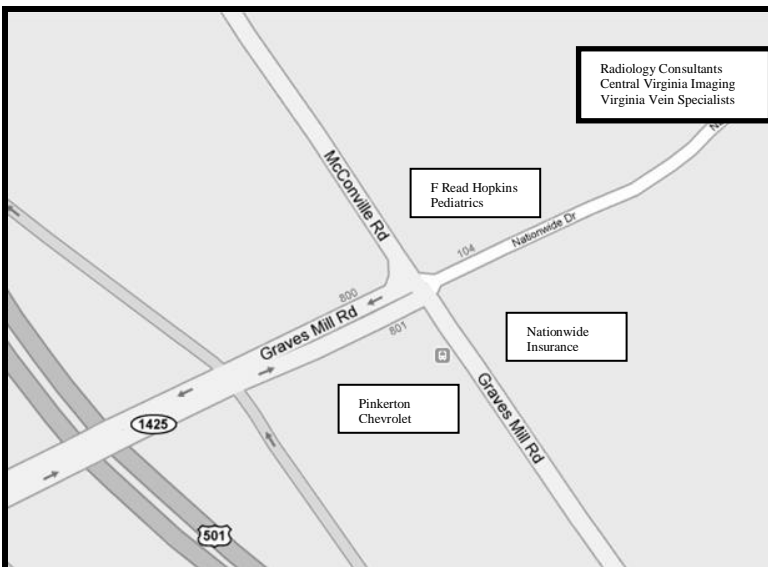 Radiology Consultants
Central Virginia Imaging
Virginia Vein Specialists
McConville Rd
F Read Hopkins
Pediatrics
104
Nationwide Dr
800
Graves Mill Rd
801
Nationwide
Insurance
Pinkerton
Chevrolet
Graves Mill Rd
1425
501